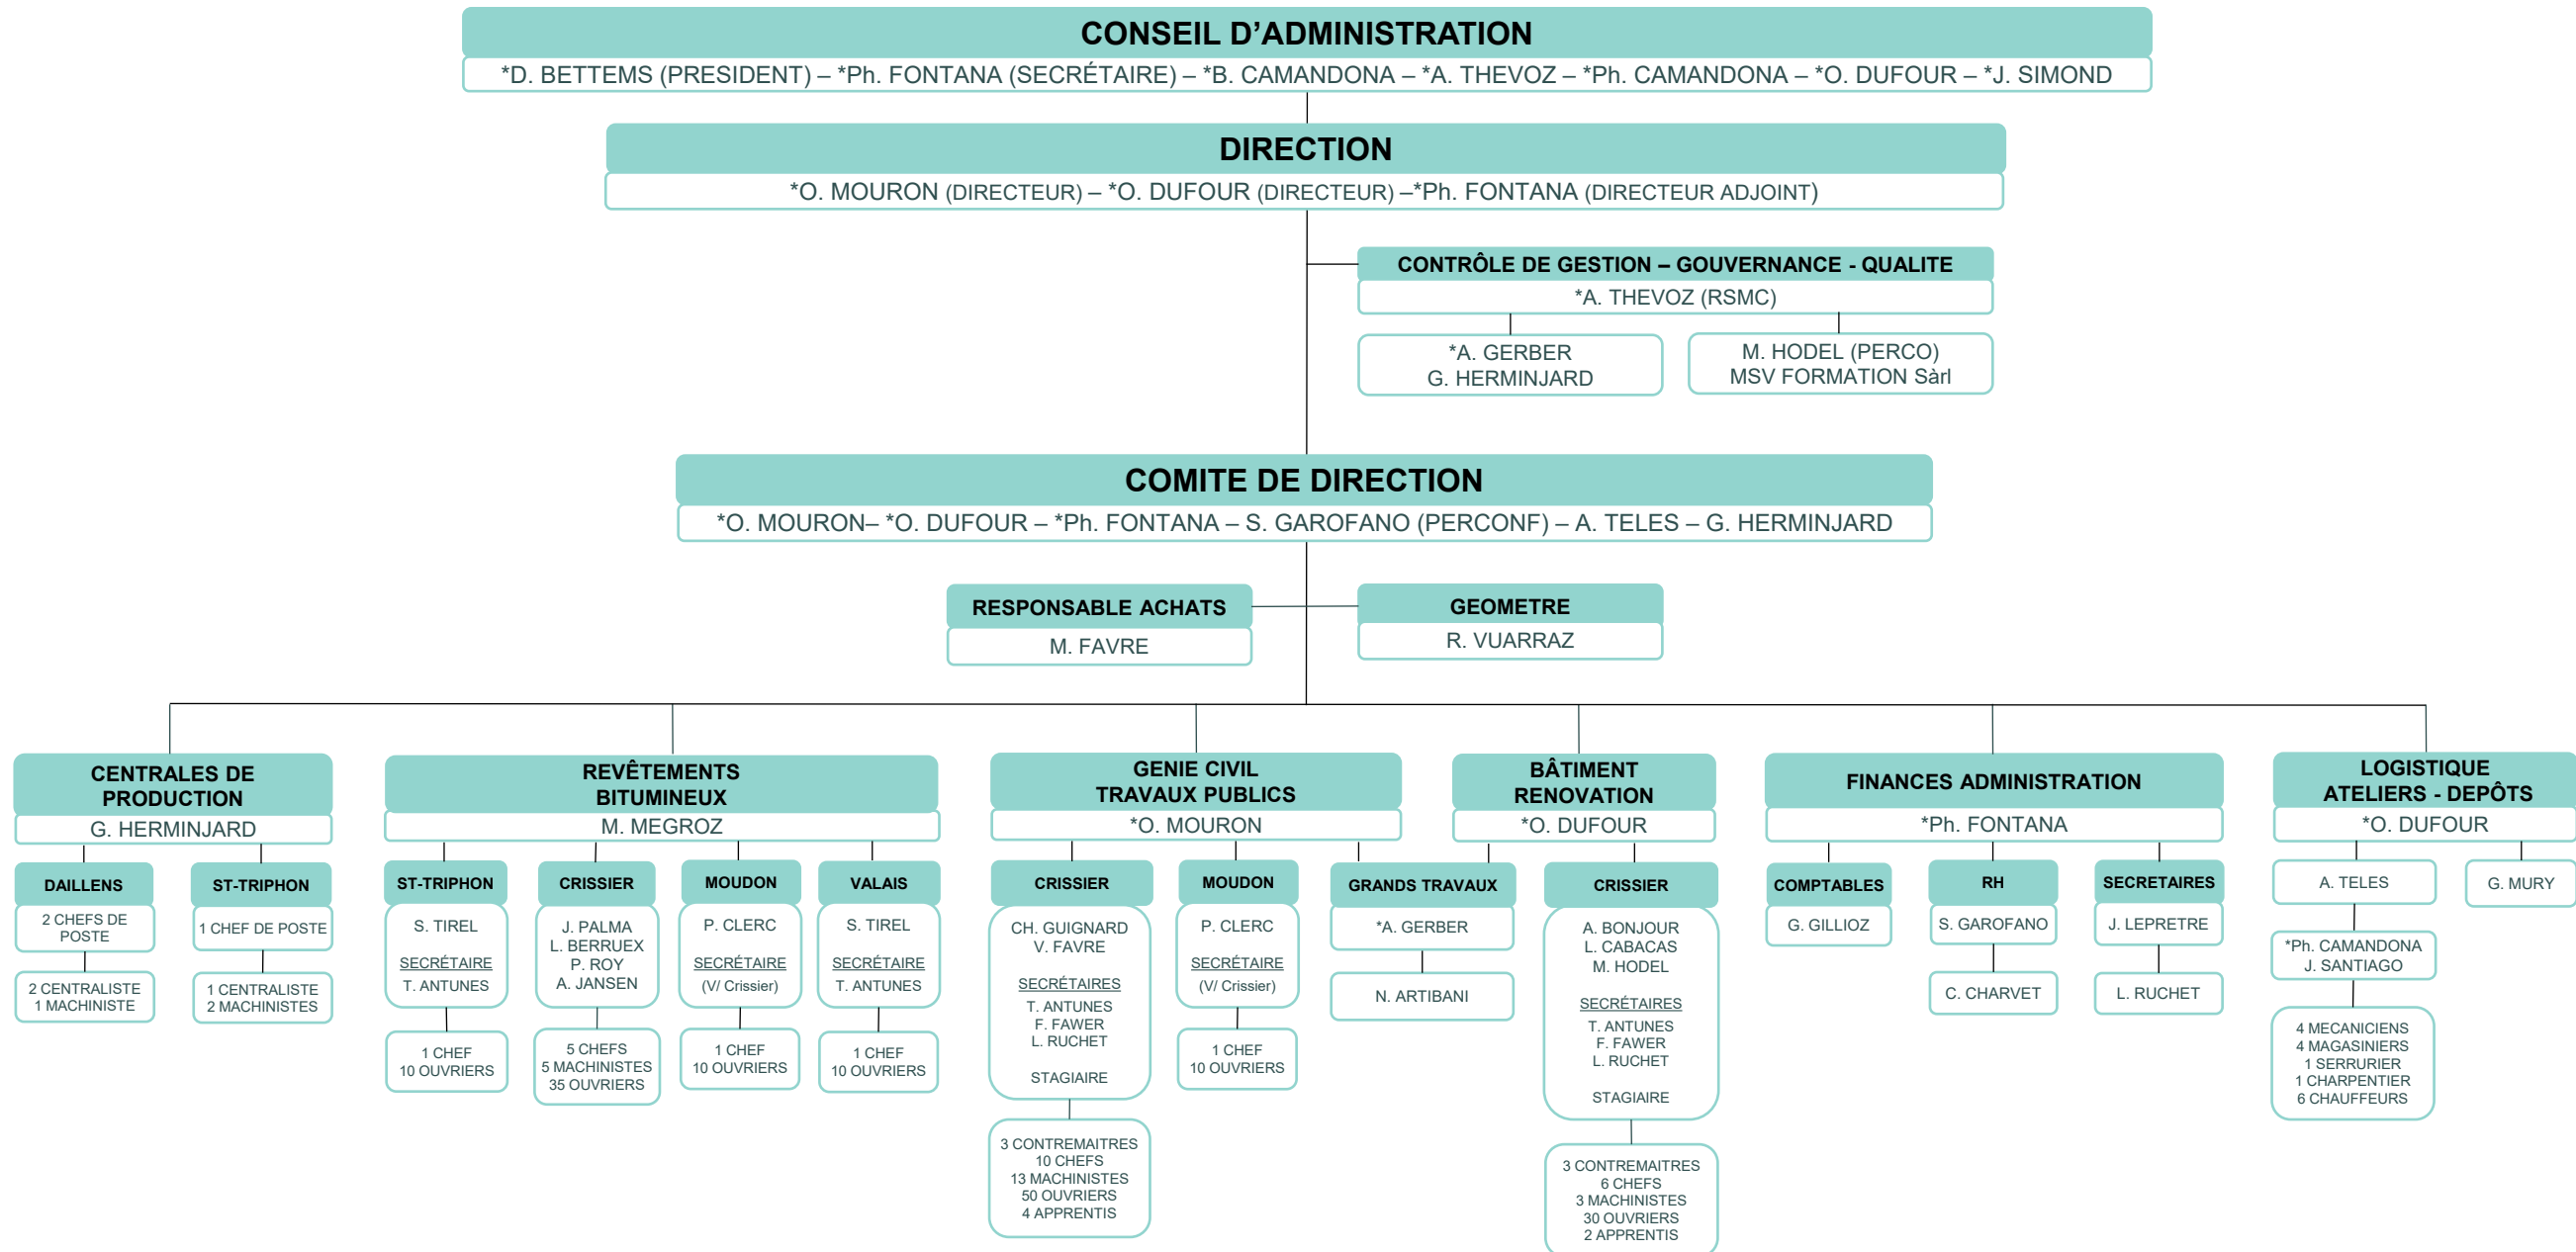 CONSEIL D'ADMINISTRATION
*D. BETTEMS (PRESIDENT) – *Ph. FONTANA (SECRÉTAIRE) – *B. CAMANDONA – *A. THEVOZ – *Ph. CAMANDONA – *O. DUFOUR – *J. SIMOND
DIRECTION
*O. MOURON (DIRECTEUR) – *O. DUFOUR (DIRECTEUR) –*Ph. FONTANA (DIRECTEUR ADJOINT)
CONTRÔLE DE GESTION – GOUVERNANCE - QUALITE
*A. THEVOZ (RSMC)
*A. GERBER
G. HERMINJARD
M. HODEL (PERCO)
MSV FORMATION Sàrl
COMITE DE DIRECTION
*O. MOURON– *O. DUFOUR – *Ph. FONTANA – S. GAROFANO (PERCONF) – A. TELES – G. HERMINJARD
RESPONSABLE ACHATS
M. FAVRE
GEOMETRE
R. VUARRAZ
CENTRALES DE
PRODUCTION
G. HERMINJARD
DAILLENS
2 CHEFS DE
POSTE
2 CENTRALISTE
1 MACHINISTE
ST-TRIPHON
1 CHEF DE POSTE
1 CENTRALISTE
2 MACHINISTES
REVÊTEMENTS
BITUMINEUX
M. MEGROZ
ST-TRIPHON
S. TIREL
SECRÉTAIRE
T. ANTUNES
1 CHEF
10 OUVRIERS
CRISSIER
J. PALMA
L. BERRUEX
P. ROY
A. JANSEN
5 CHEFS
5 MACHINISTES
35 OUVRIERS
MOUDON
P. CLERC
SECRÉTAIRE
(V/ Crissier)
1 CHEF
10 OUVRIERS
VALAIS
S. TIREL
SECRÉTAIRE
T. ANTUNES
1 CHEF
10 OUVRIERS
GENIE CIVIL
TRAVAUX PUBLICS
*O. MOURON
CRISSIER
CH. GUIGNARD
V. FAVRE
SECRÉTAIRES
T. ANTUNES
F. FAWER
L. RUCHET
STAGIAIRE
3 CONTREMAITRES
10 CHEFS
13 MACHINISTES
50 OUVRIERS
4 APPRENTIS
MOUDON
P. CLERC
SECRÉTAIRE
(V/ Crissier)
1 CHEF
10 OUVRIERS
GRANDS TRAVAUX
*A. GERBER
N. ARTIBANI
BÂTIMENT
RENOVATION
*O. DUFOUR
CRISSIER
A. BONJOUR
L. CABACAS
M. HODEL
SECRÉTAIRES
T. ANTUNES
F. FAWER
L. RUCHET
STAGIAIRE
3 CONTREMAITRES
6 CHEFS
3 MACHINISTES
30 OUVRIERS
2 APPRENTIS
FINANCES ADMINISTRATION
*Ph. FONTANA
COMPTABLES
G. GILLIOZ
RH
S. GAROFANO
C. CHARVET
SECRETAIRES
J. LEPRETRE
L. RUCHET
LOGISTIQUE
ATELIERS - DEPÔTS
*O. DUFOUR
A. TELES
*Ph. CAMANDONA
J. SANTIAGO
4 MECANICIENS
4 MAGASINIERS
1 SERRURIER
1 CHARPENTIER
6 CHAUFFEURS
G. MURY